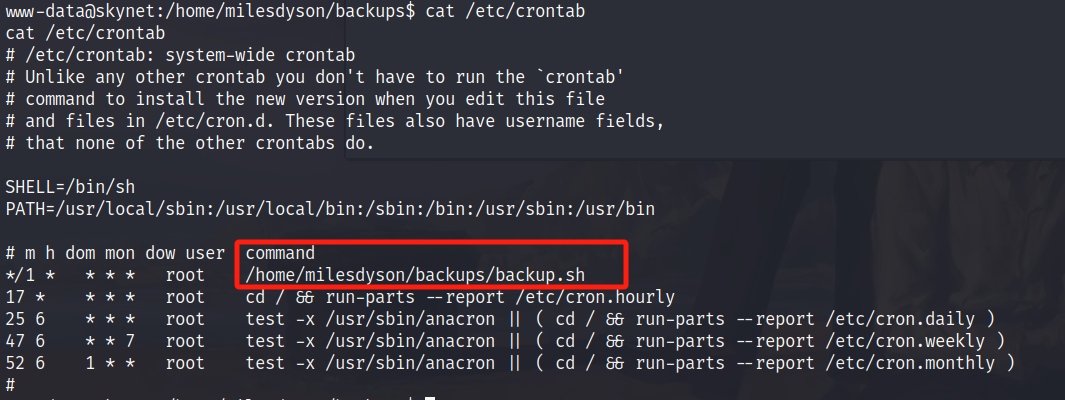 www-data@skynet:/home/milesdyson/backups$ cat /etc/crontab
cat /etc/crontab
# /etc/crontab: system-wide crontab
# Unlike any other crontab you don't have to run the `crontab'
# command to install the new version when you edit this file
# and files in /etc/cron.d. These files also have username fields,
# that none of the other crontabs do.

SHELL=/bin/sh
PATH=/usr/local/sbin:/usr/local/bin:/sbin:/bin:/usr/sbin:/usr/bin

# m h dom mon dow user  command
*/1 *   * * *   root    /home/milesdyson/backups/backup.sh
17 *    * * *   root    cd / && run-parts --report /etc/cron.hourly
25 6    * * *   root    test -x /usr/sbin/anacron || ( cd / && run-parts --report /etc/cron.daily )
47 6    * * 7   root    test -x /usr/sbin/anacron || ( cd / && run-parts --report /etc/cron.weekly )
52 6    1 * *   root    test -x /usr/sbin/anacron || ( cd / && run-parts --report /etc/cron.monthly )
#